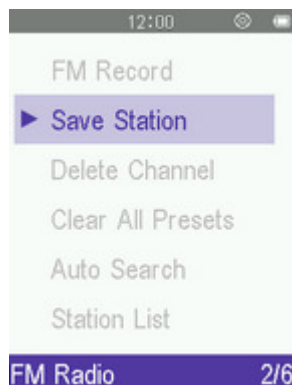 12:00
FM Record
Save Station
Delete Channel
Clear All Presets
Auto Search
Station List
FM Radio 2/6